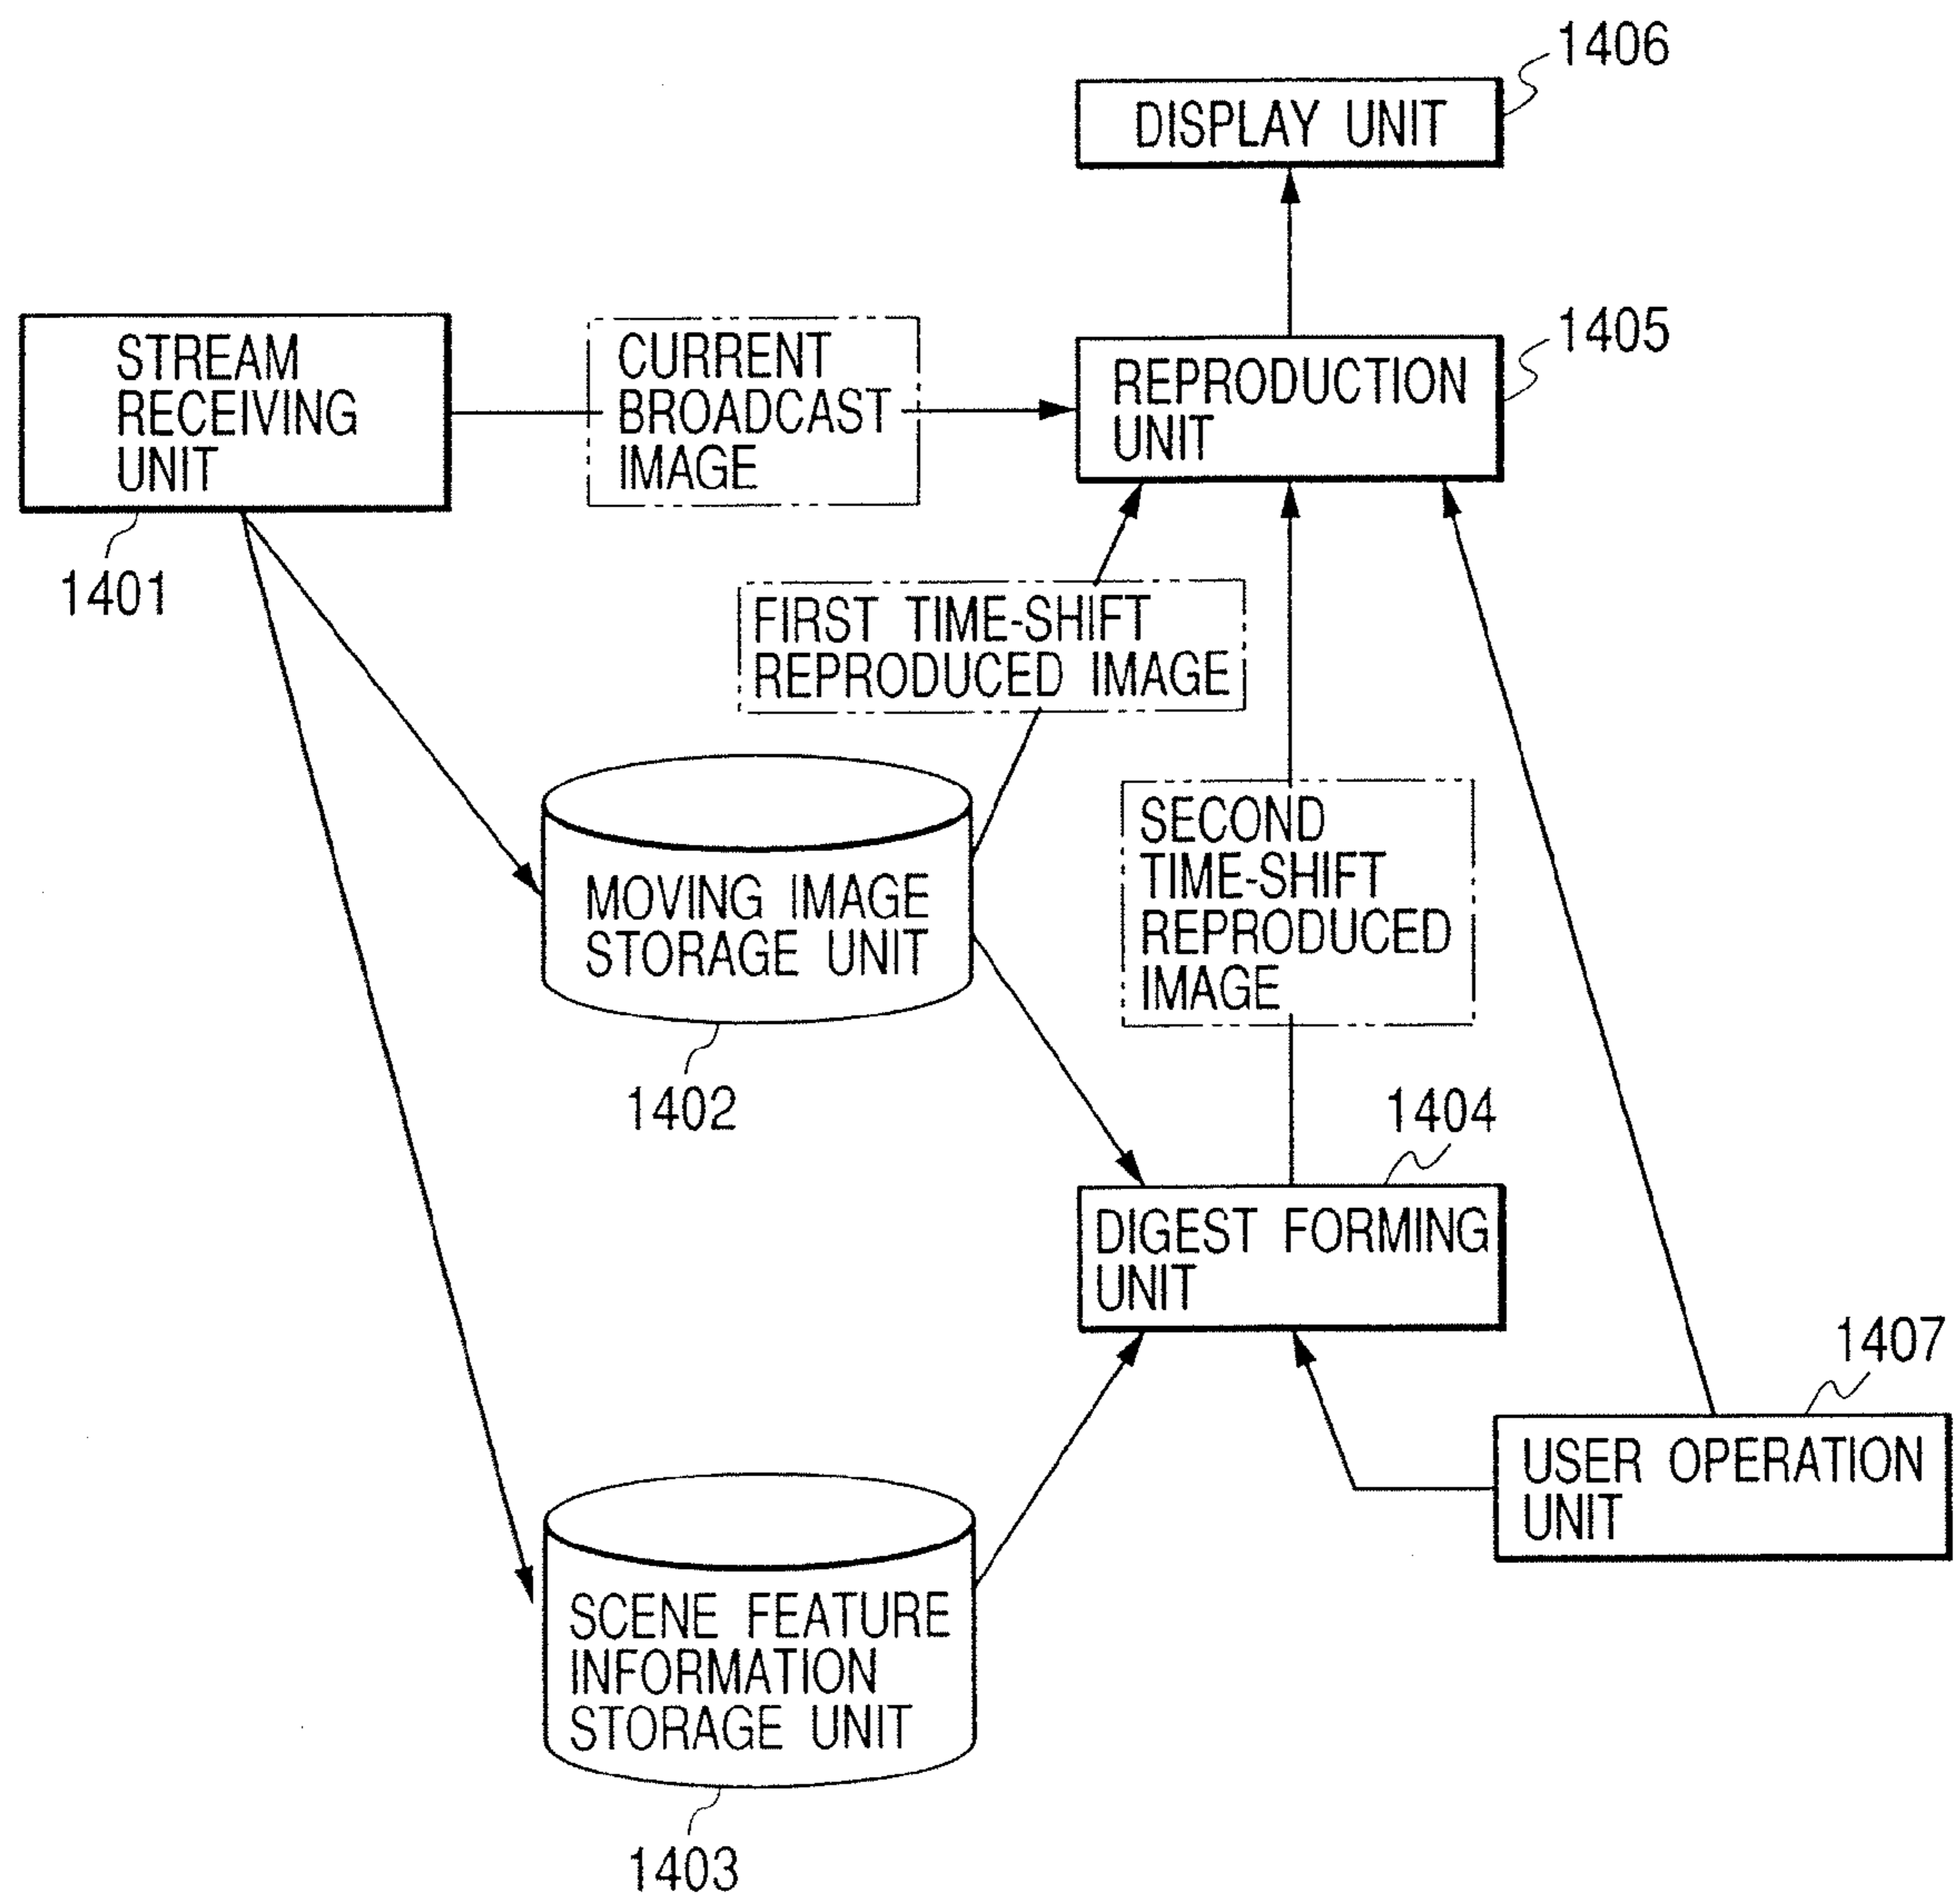 1406
DISPLAY UNIT
1405
STREAM
RECEIVING
UNIT
CURRENT
BROADCAST
IMAGE
REPRODUCTION
UNIT
1401
FIRST TIME-SHIFT
REPRODUCED IMAGE
SECOND
TIME-SHIFT
REPRODUCED
IMAGE
MOVING IMAGE
STORAGE UNIT
1402
1404
DIGEST FORMING
UNIT
1407
USER OPERATION
UNIT
SCENE FEATURE
INFORMATION
STORAGE UNIT
1403